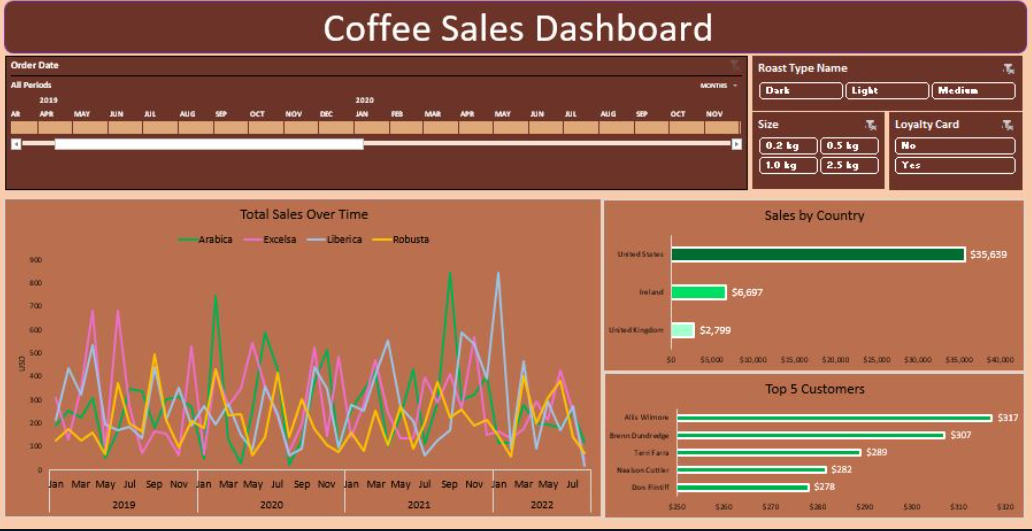 Coffee Sales Dashboard
Order Date
All Periods
MONTHS
2019 2020
AR APR MAY JUN JUL AUG SEP OCT NOV DEC JAN FEB MAR APR MAY JUN JUL AUG SEP OCT NOV
Roast Type Name
Dark Light Medium
Size
0.2 kg 0.5 kg
1.0 kg 2.5 kg
Loyalty Card
No
Yes
Total Sales Over Time
Arabica Excelsa Liberica Robusta
900
800
700
600
500
400
300
200
100
0
USD
Jan Mar May Jul Sep Nov Jan Mar May Jul Sep Nov Jan Mar May Jul Sep Nov Jan Mar May Jul
2019 2020 2021 2022
Sales by Country
United States $35,639
Ireland $6,697
United Kingdom $2,799
$0 $5,000 $10,000 $15,000 $20,000 $25,000 $30,000 $35,000 $40,000
Top 5 Customers
Allis Wilmore $317
Brenn Dundredge $307
Terri Farra $289
Nealson Cuttler $282
Don Flintiff $278
$250 $260 $270 $280 $290 $300 $310 $320